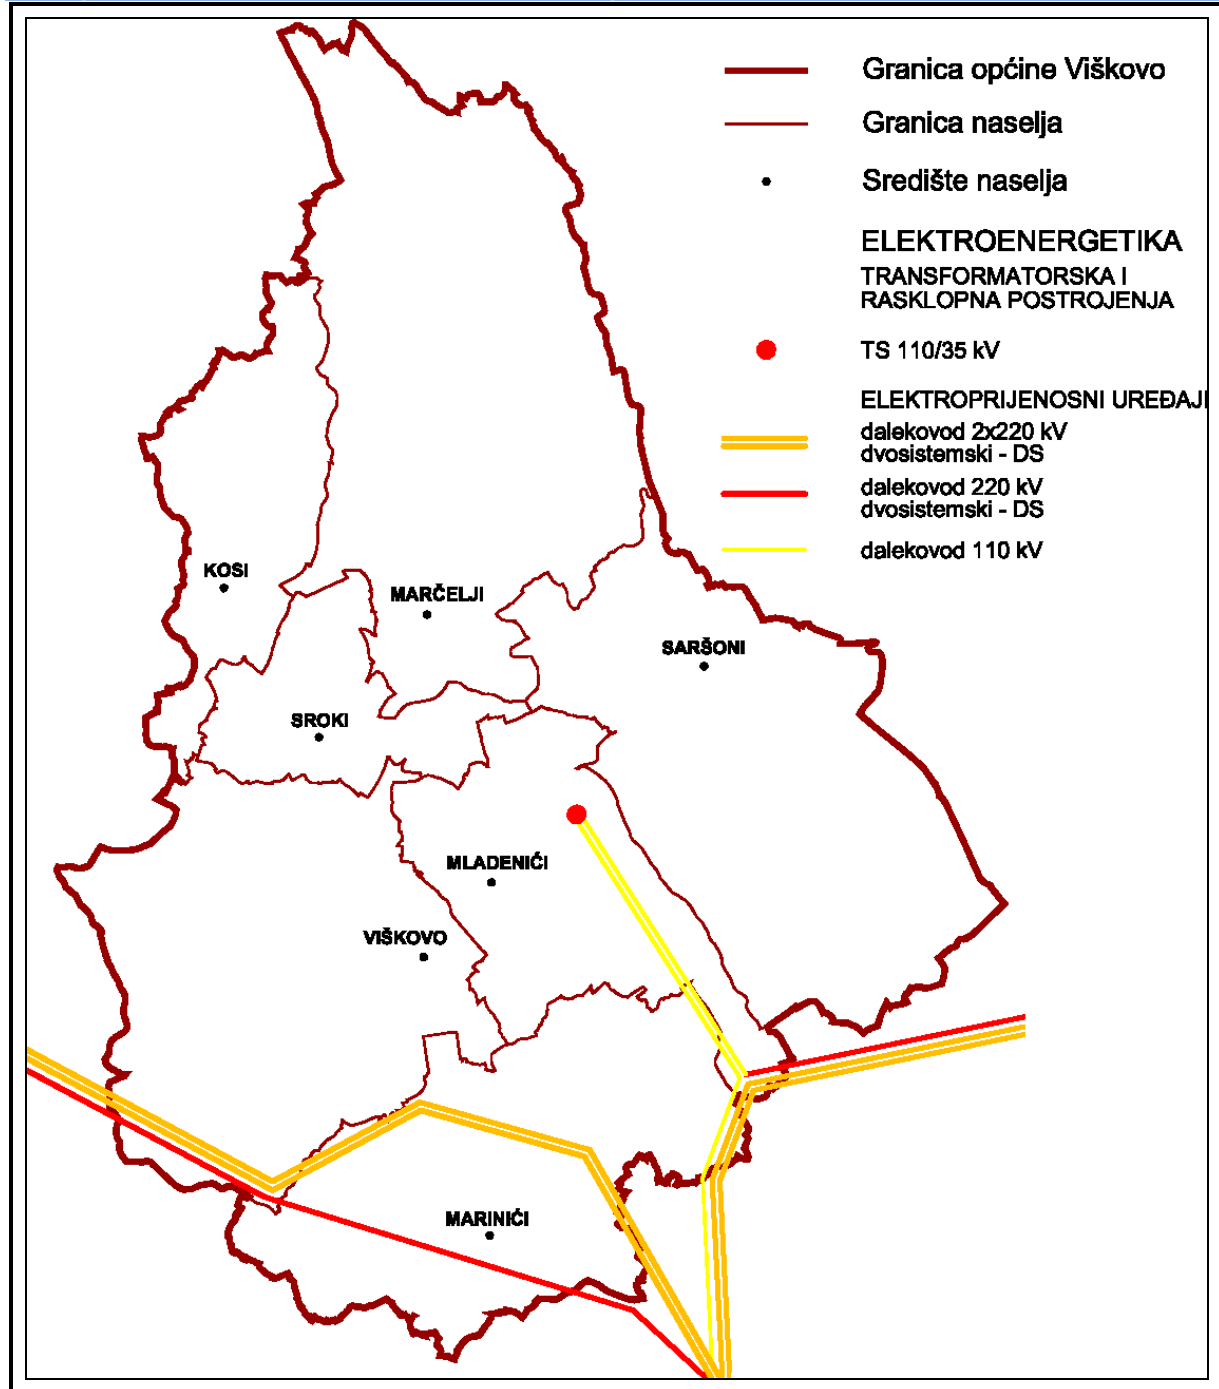 Granica općine Viškovo
Granica naselja
Središte naselja
ELEKTROENERGETIKA
TRANSFORMATORSKA I
RASKLOPNA POSTROJENJA
TS 110/35 kV
ELEKTROPRIJENOSNI UREĐAJI
dalekovod 2x220 kV
dvosistemski - DS
dalekovod 220 kV
dvosistemski - DS
dalekovod 110 kV
KOSI
MARČELJI
SARŠONI
SROKI
MLADENIĆI
VIŠKOVO
MARINIĆI